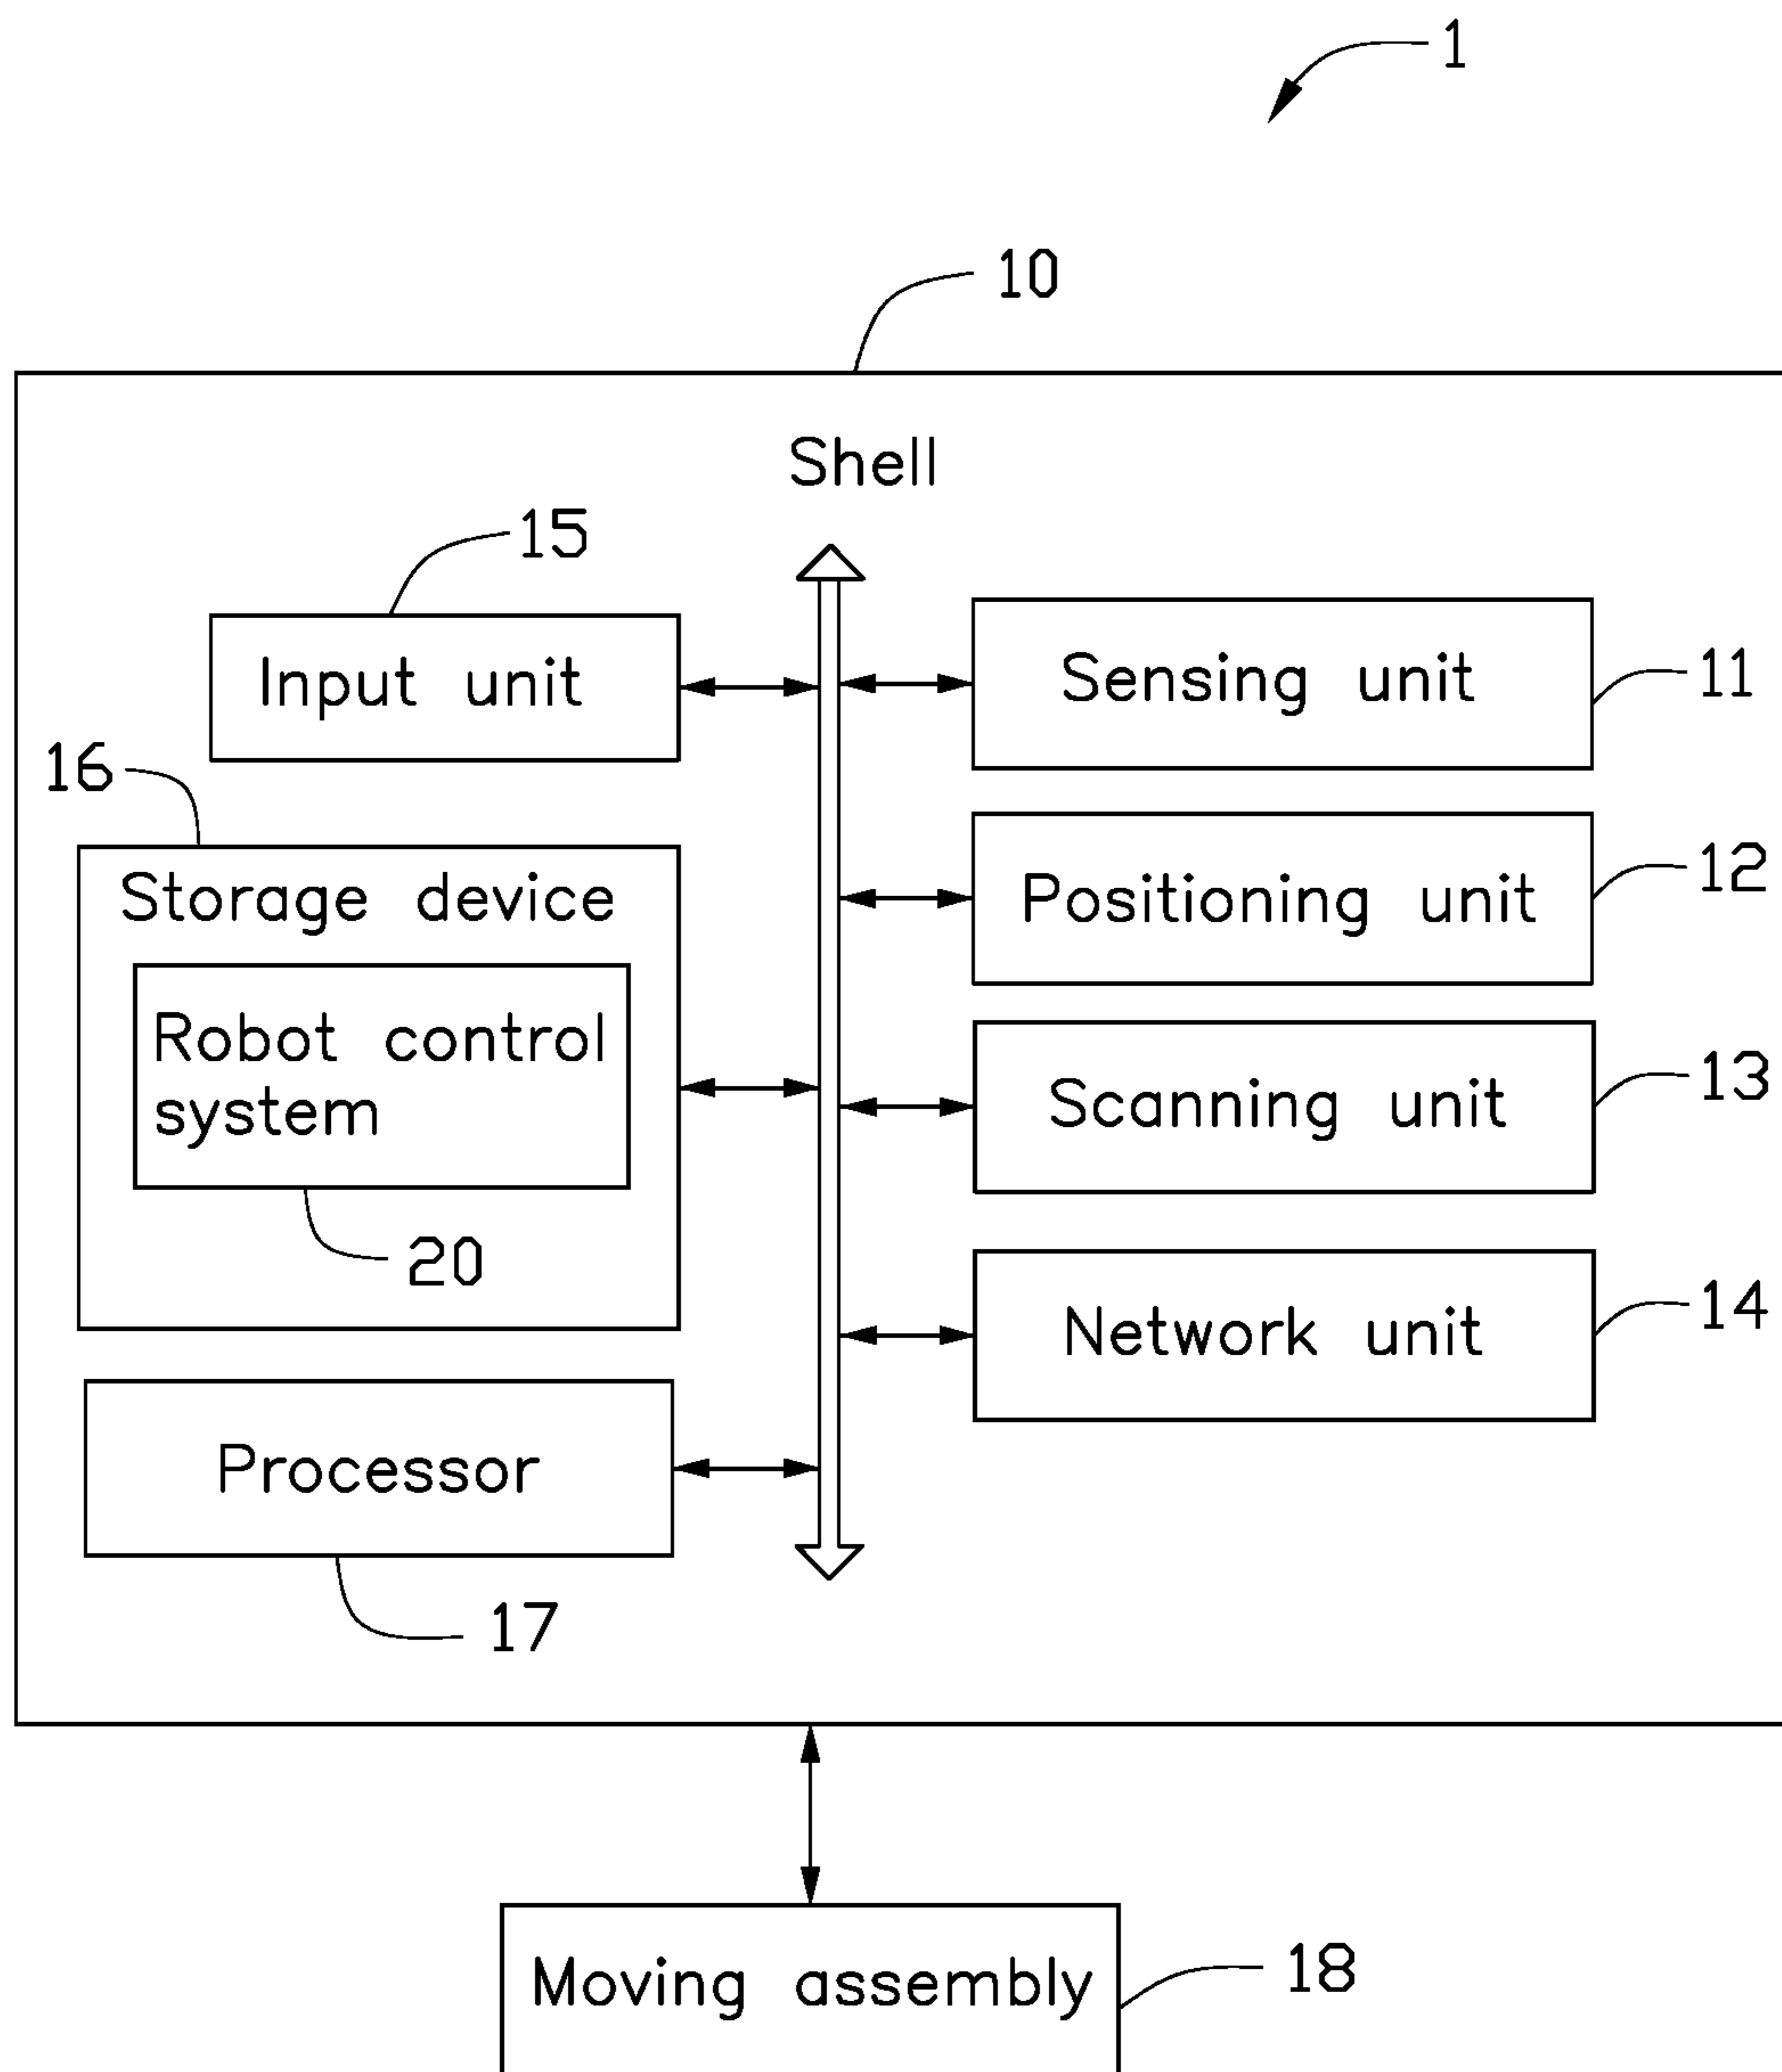 1
10
Shell
15
Input unit
Sensing unit
11
16
Storage device
Positioning unit
12
Robot control
system
Scanning unit
13
20
Network unit
14
Processor
17
Moving assembly
18